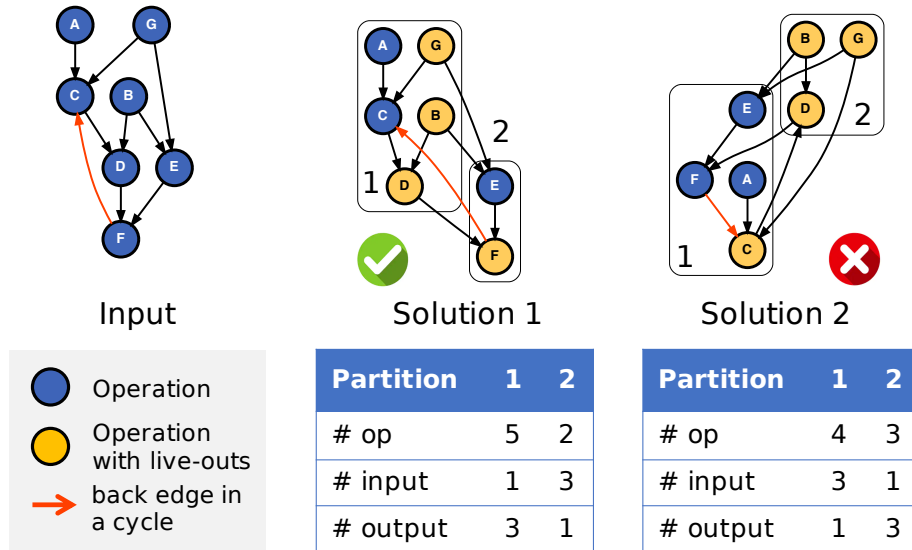 A G
C B
D E
F
Input
A G
C B
2
1 D E
F
Solution 1
B G
E D 2
F A
1 C
Solution 2
Operation
Operation
with live-outs
back edge in
a cycle
Partition 1 2
# op 5 2
# input 1 3
# output 3 1
Partition 1 2
# op 4 3
# input 3 1
# output 1 3